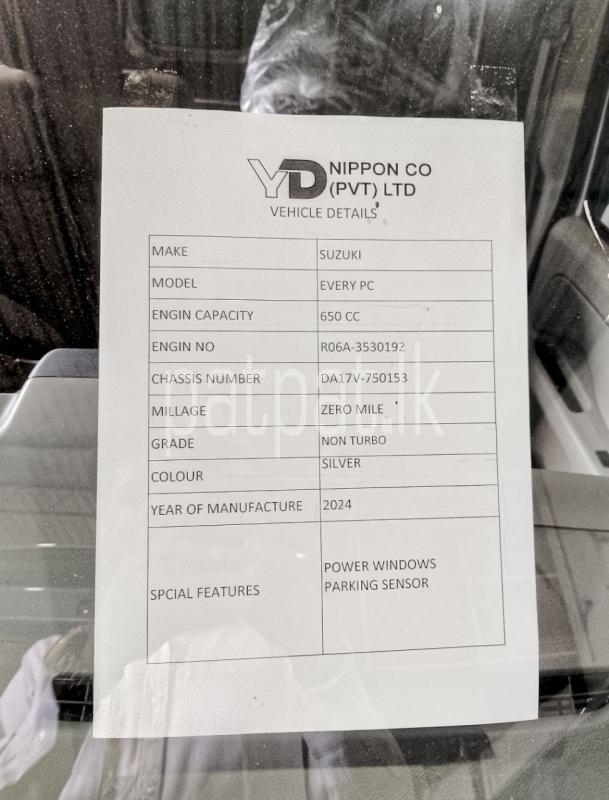 YD NIPPON CO
(PVT) LTD
VEHICLE DETAILS
MAKE SUZUKI
MODEL EVERY PC
ENGIN CAPACITY 650 CC
ENGIN NO R06A-3530192
CHASSIS NUMBER DA17V-750153
MILLAGE ZERO MILE
GRADE NON TURBO
COLOUR SILVER
YEAR OF MANUFACTURE 2024
SPCIAL FEATURES POWER WINDOWS
PARKING SENSOR
patpat.lk